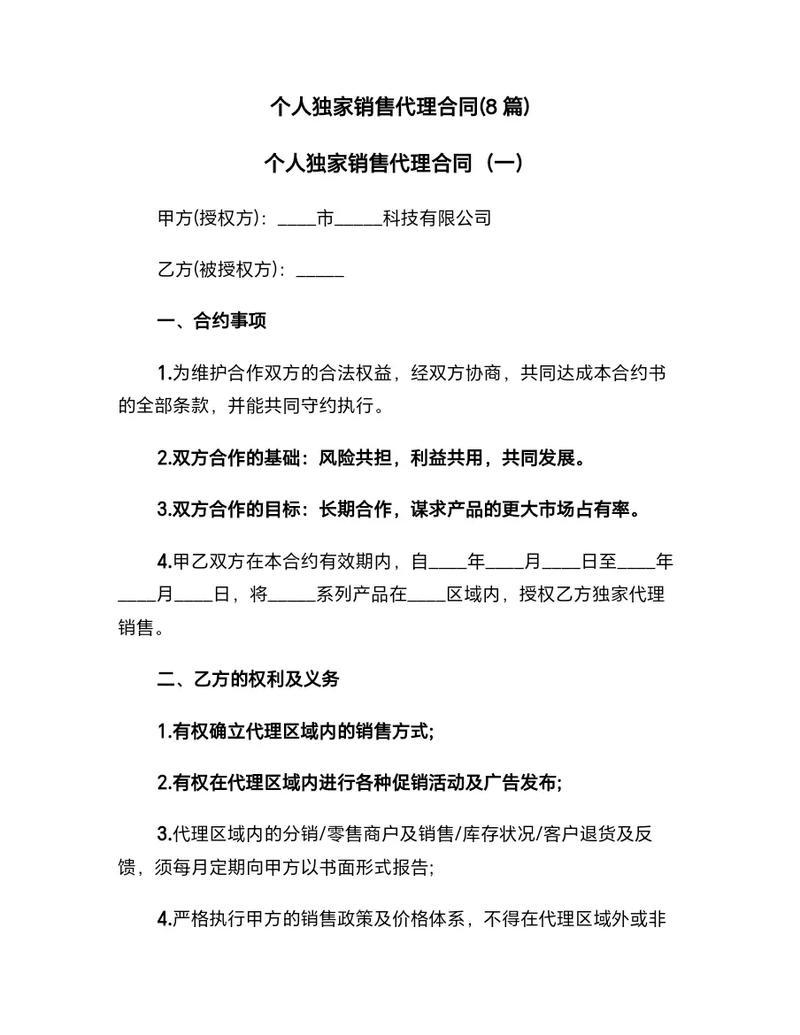 个人独家销售代理合同(8 篇)
个人独家销售代理合同（一）
甲方(授权方)：____市_____科技有限公司
乙方(被授权方)：_____
一、合约事项
1.为维护合作双方的合法权益，经双方协商，共同达成本合约书
的全部条款，并能共同守约执行。
2.双方合作的基础：风险共担，利益共用，共同发展。
3.双方合作的目标：长期合作，谋求产品的更大市场占有率。
4.甲乙双方在本合约有效期内，自____年____月____日至____年
____月____日，将_____系列产品在____区域内，授权乙方独家代理
销售。
二、乙方的权利及义务
1.有权确立代理区域内的销售方式;
2.有权在代理区域内进行各种促销活动及广告发布;
3.代理区域内的分销/零售商户及销售/库存状况/客户退货及反
馈，须每月定期向甲方以书面形式报告;
4.严格执行甲方的销售政策及价格体系，不得在代理区域外或非